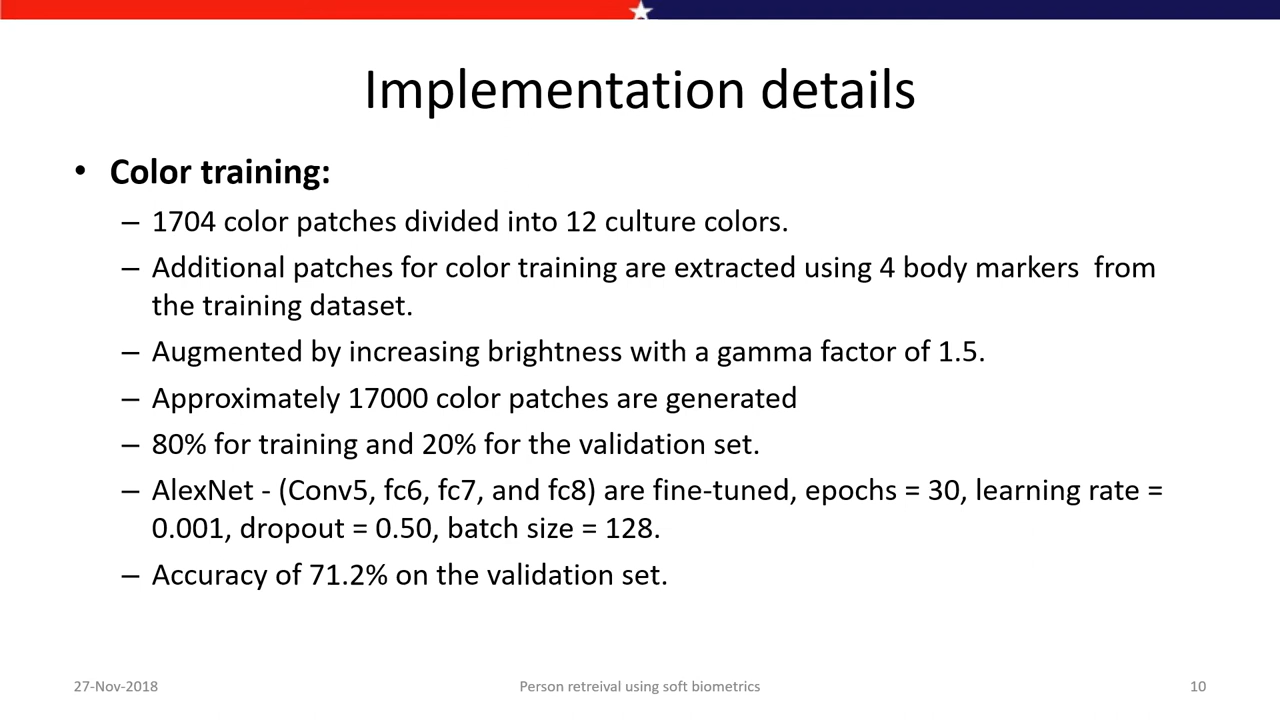 Implementation details
• Color training:
– 1704 color patches divided into 12 culture colors.
– Additional patches for color training are extracted using 4 body markers  from
the training dataset.
– Augmented by increasing brightness with a gamma factor of 1.5.
– Approximately 17000 color patches are generated
– 80% for training and 20% for the validation set.
– AlexNet - (Conv5, fc6, fc7, and fc8) are fine-tuned, epochs = 30, learning rate =
0.001, dropout = 0.50, batch size = 128.
– Accuracy of 71.2% on the validation set.
27-Nov-2018
Person retreival using soft biometrics
10